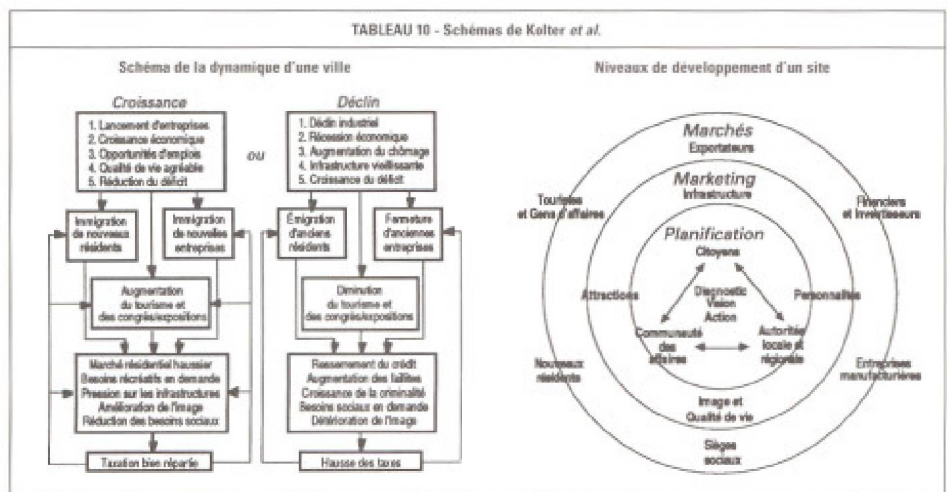 TABLEAU 10 - Schémas de Kolter et al.
Schéma de la dynamique d'une ville
Croissance
1. Lancement d'entreprises
2. Croissance économique
3. Opportunités d'emplois
4. Qualité de vie agréable
5. Réduction du déficit
ou
Déclin
1. Déclin industriel
2. Récession économique
3. Augmentation du chômage
4. Infrastructure vieillissante
5. Croissance du déficit
Immigration
de nouveaux
résidents
Immigration
de nouvelles
entreprises
Émigration
d'anciens
résidents
Fermeture
d'anciennes
entreprises
Augmentation
du tourisme et
des congrès/expositions
Diminution
du tourisme et
des congrès/expositions
Marché résidentiel haussier
Besoins récréatifs en demande
Pression sur les infrastructures
Amélioration de l'image
Réduction des besoins sociaux
Resserrement du crédit
Augmentation des faillites
Croissance de la criminalité
Besoins sociaux en demande
Détérioration de l'image
Taxation bien répartie
Hausse des taxes
Niveaux de développement d'un site
Marchés
Exportateurs
Marketing
Infrastructure
Touristes
et Gens d'affaires
Financiers
et Investisseurs
Planification
Citoyens
Attractions
Diagnostic
Vision
Action
Personnalités
Communauté
des
affaires
Autorités
locale et
régionale
Nouveaux
résidents
Entreprises
manufacturières
Image et
Qualité de vie
Sièges
sociaux